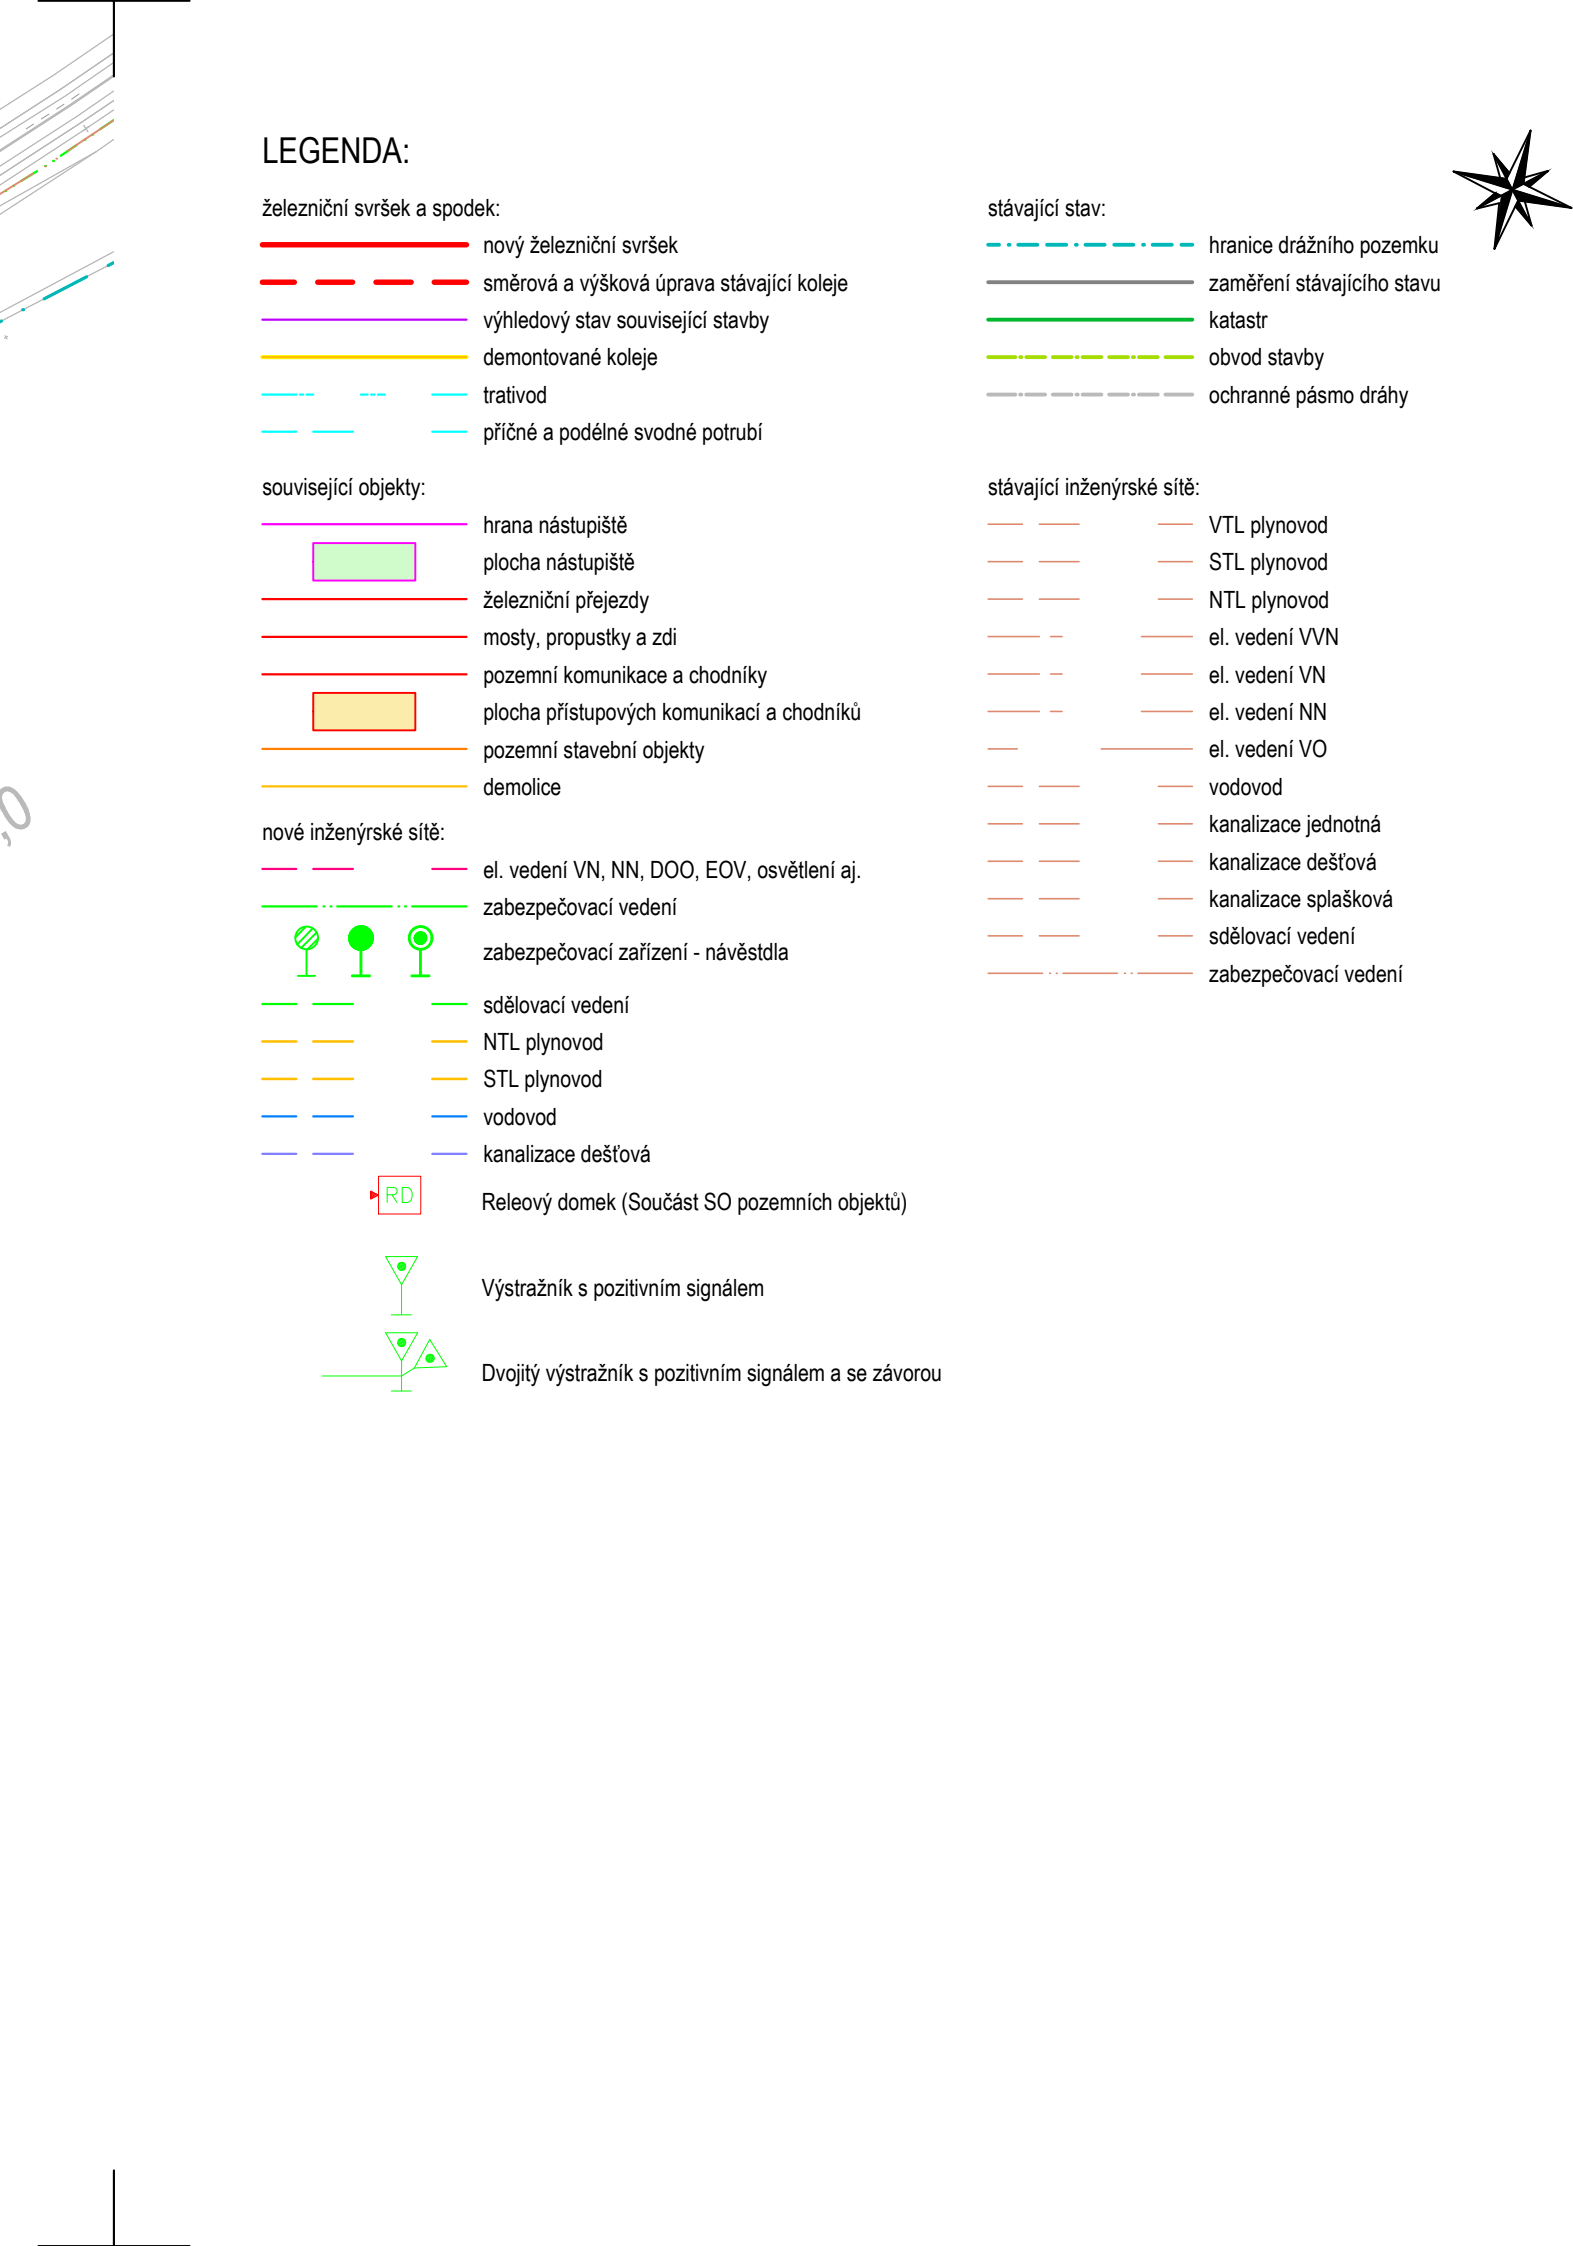 LEGENDA:
železniční svršek a spodek:
nový železniční svršek
směrová a výšková úprava stávající koleje
výhledový stav související stavby
demontované koleje
trativod
příčné a podélné svodné potrubí
související objekty:
hrana nástupiště
plocha nástupiště
železniční přejezdy
mosty, propustky a zdi
pozemní komunikace a chodníky
plocha přístupových komunikací a chodníků
pozemní stavební objekty
demolice
nové inženýrské sítě:
el. vedení VN, NN, DOO, EOV, osvětlení aj.
zabezpečovací vedení
zabezpečovací zařízení - návěstdla
sdělovací vedení
NTL plynovod
STL plynovod
vodovod
kanalizace dešťová
RD Releový domek (Součást SO pozemních objektů)
Výstražník s pozitivním signálem
Dvojitý výstražník s pozitivním signálem a se závorou
stávající stav:
hranice drážního pozemku
zaměření stávajícího stavu
katastr
obvod stavby
ochranné pásmo dráhy
stávající inženýrské sítě:
VTL plynovod
STL plynovod
NTL plynovod
el. vedení VVN
el. vedení VN
el. vedení NN
el. vedení VO
vodovod
kanalizace jednotná
kanalizace dešťová
kanalizace splašková
sdělovací vedení
zabezpečovací vedení
,0